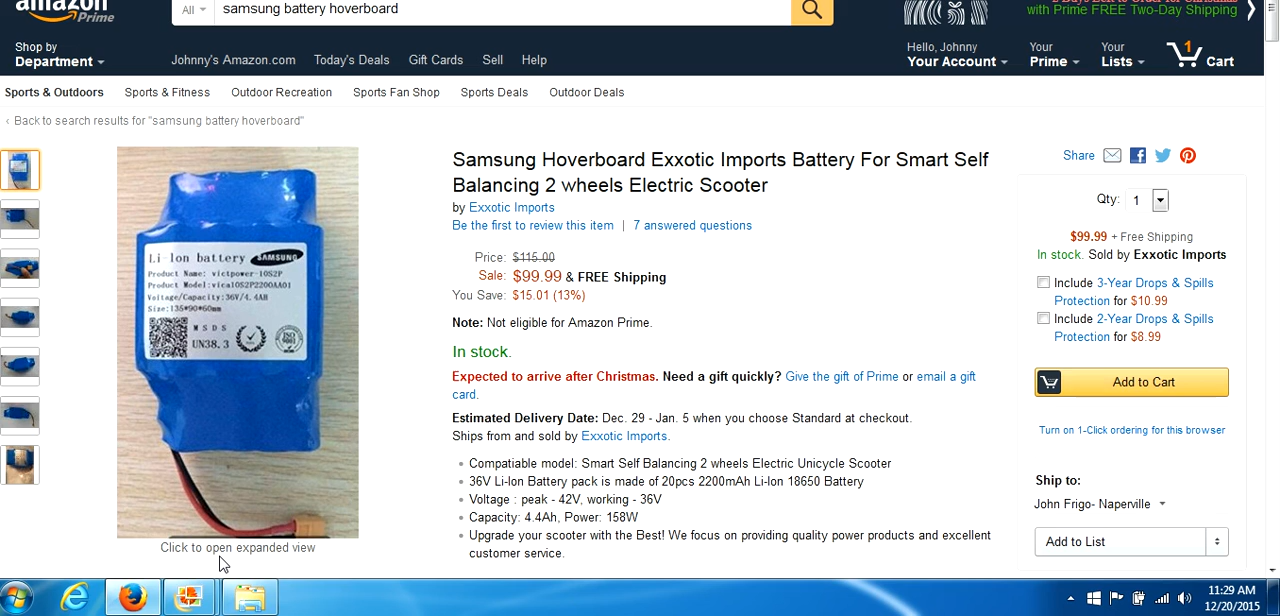 amazon
Prime
All
samsung battery hoverboard
with Prime FREE Two-Day Shipping
Shop by
Department
Johnny's Amazon.com Today's Deals Gift Cards Sell Help
Hello, Johnny
Your Account
Your
Prime
Your
Lists
1
Cart
Sports & Outdoors Sports & Fitness Outdoor Recreation Sports Fan Shop Sports Deals Outdoor Deals
‹ Back to search results for "samsung battery hoverboard"
Li-Ion battery SAMSUNG
Product Name: victpower-10S2P
Product Model:vica10S2P2200AA01
Voltage/Capacity:36V/4.4AH
Size:135*90*60mm
MSDS
UN38.3
ISO
9001
Click to open expanded view
Samsung Hoverboard Exxotic Imports Battery For Smart Self
Balancing 2 wheels Electric Scooter
by Exxotic Imports
Be the first to review this item | 7 answered questions
Price: $115.00
Sale: $99.99 & FREE Shipping
You Save: $15.01 (13%)
Note: Not eligible for Amazon Prime.
In stock.
Expected to arrive after Christmas. Need a gift quickly? Give the gift of Prime or email a gift
card.
Estimated Delivery Date: Dec. 29 - Jan. 5 when you choose Standard at checkout.
Ships from and sold by Exxotic Imports.
• Compatiable model: Smart Self Balancing 2 wheels Electric Unicycle Scooter
• 36V Li-Ion Battery pack is made of 20pcs 2200mAh Li-Ion 18650 Battery
• Voltage : peak - 42V, working - 36V
• Capacity: 4.4Ah, Power: 158W
• Upgrade your scooter with the Best! We focus on providing quality power products and excellent
customer service.
Share
Qty: 1
$99.99 + Free Shipping
In stock. Sold by Exxotic Imports
Include 3-Year Drops & Spills
Protection for $10.99
Include 2-Year Drops & Spills
Protection for $8.99
Add to Cart
Turn on 1-Click ordering for this browser
Ship to:
John Frigo- Naperville
Add to List
11:29 AM
12/20/2015